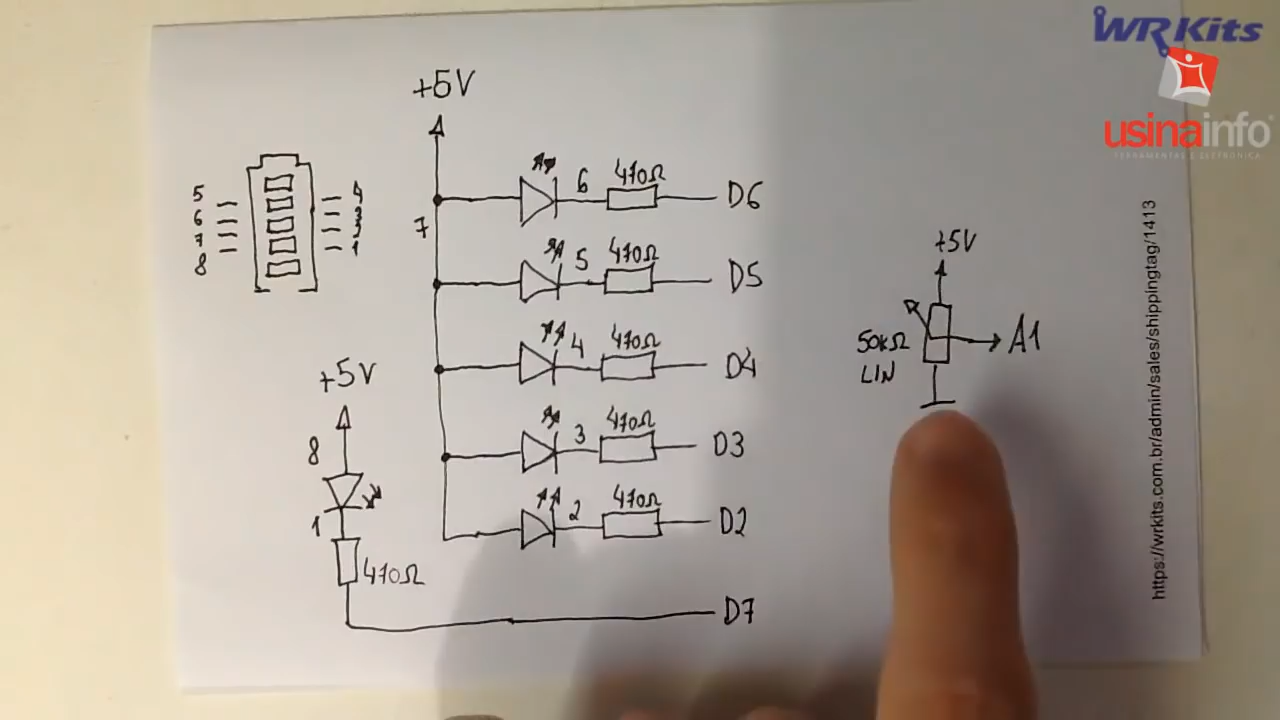 WRKits
usinainfo
FERRAMENTAS E ELETRÔNICA
+5V
6
470Ω
D6
5
6
7
8
4
3
2
1
7
5
470Ω
D5
+5V
50kΩ
LIN
A1
4
470Ω
D4
+5V
8
1
470Ω
3
470Ω
D3
2
470Ω
D2
D7
https://wrkits.com.br/admin/sales/shippingtag/1413